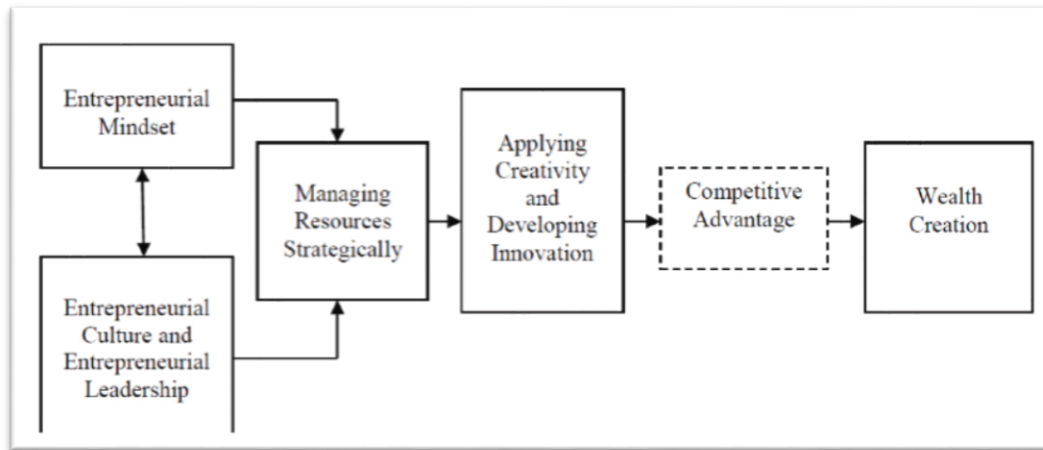 Entrepreneurial
Mindset
Entrepreneurial
Culture and
Entrepreneurial
Leadership
Managing
Resources
Strategically
Applying
Creativity
and
Developing
Innovation
Competitive
Advantage
Wealth
Creation